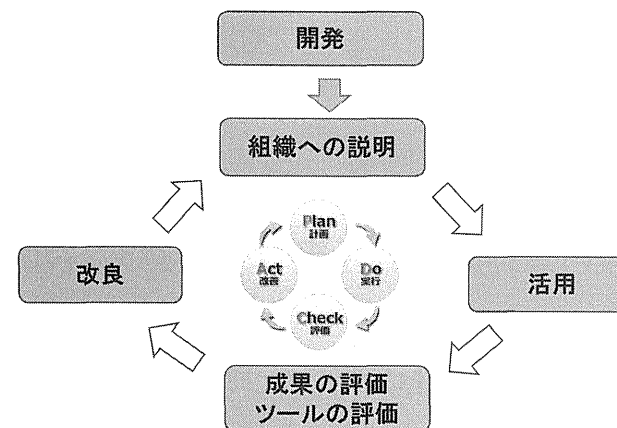 開発
組織への説明
Plan
計画
Act
改善
Do
実行
改良
活用
Check
評価
成果の評価
ツールの評価